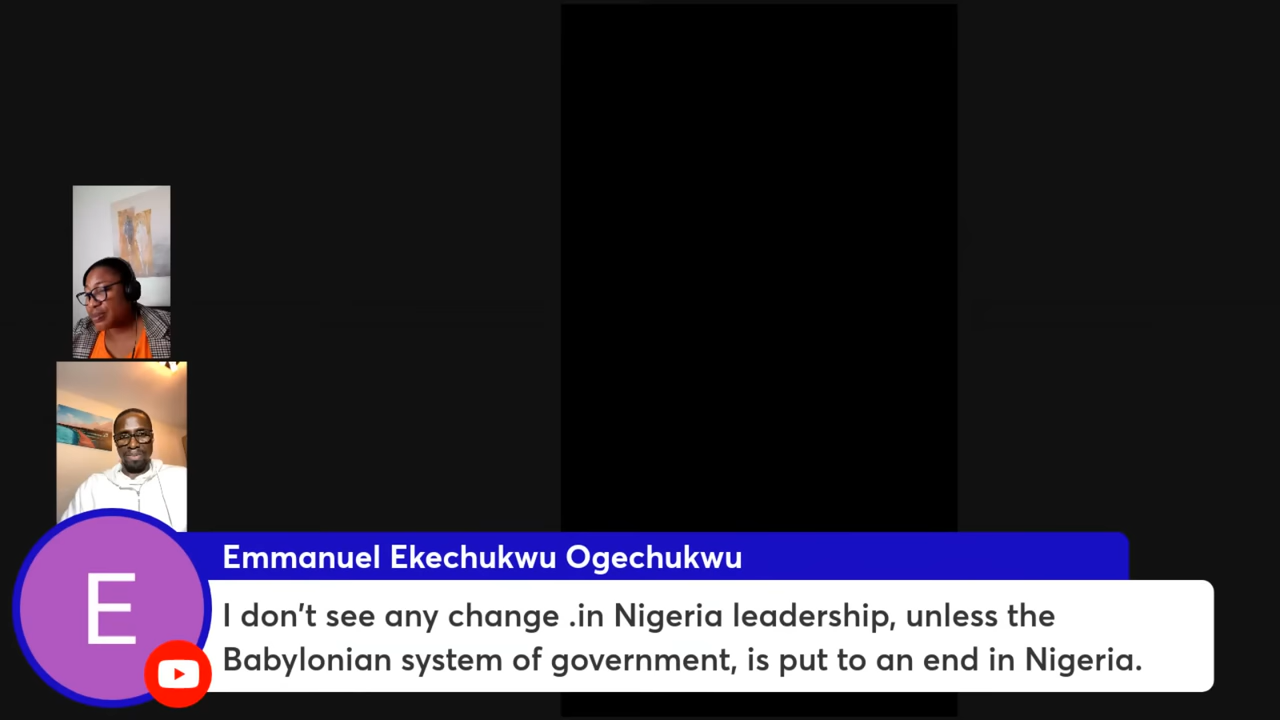 Emmanuel Ekechukwu Ogechukwu
E
I don't see any change .in Nigeria leadership, unless the
Babylonian system of government, is put to an end in Nigeria.